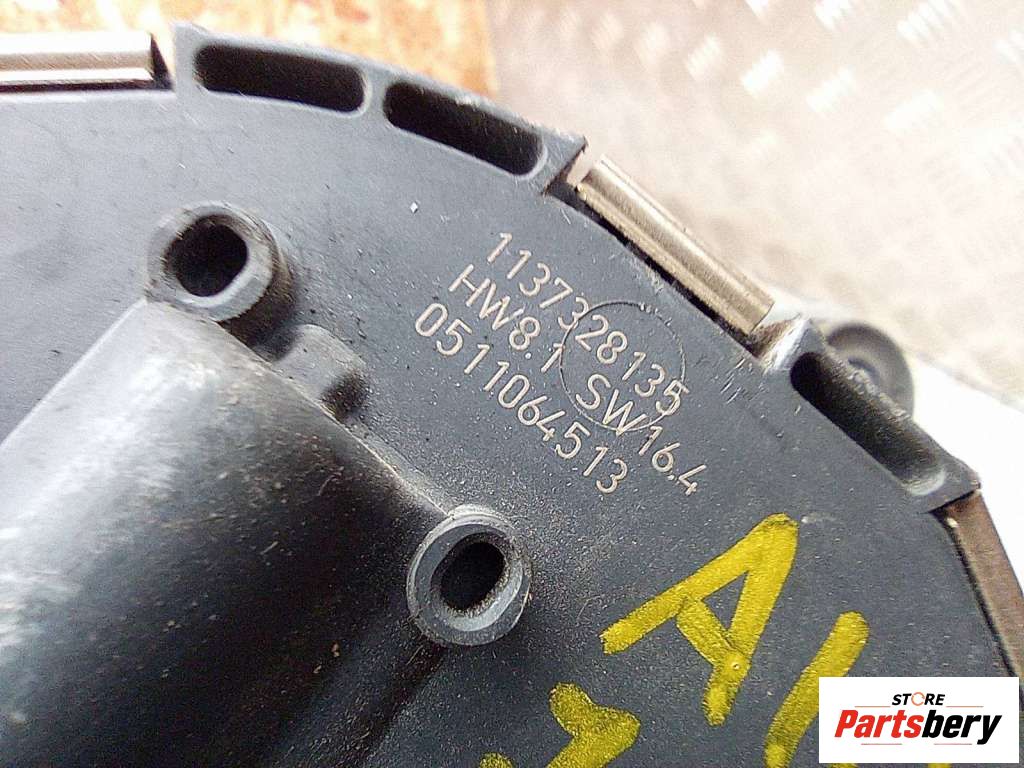 1137328135
HW8.1 SW16.4
0511064513
A
STORE
Partsbery